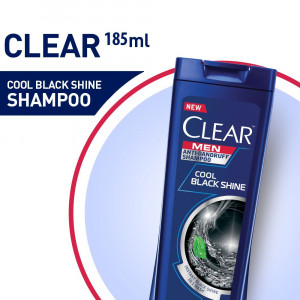 CLEAR 185ml
COOL BLACK SHINE
SHAMPOO
NEW
CLEAR
MEN
ANTI-DANDRUFF
SHAMPOO
COOL
BLACK SHINE